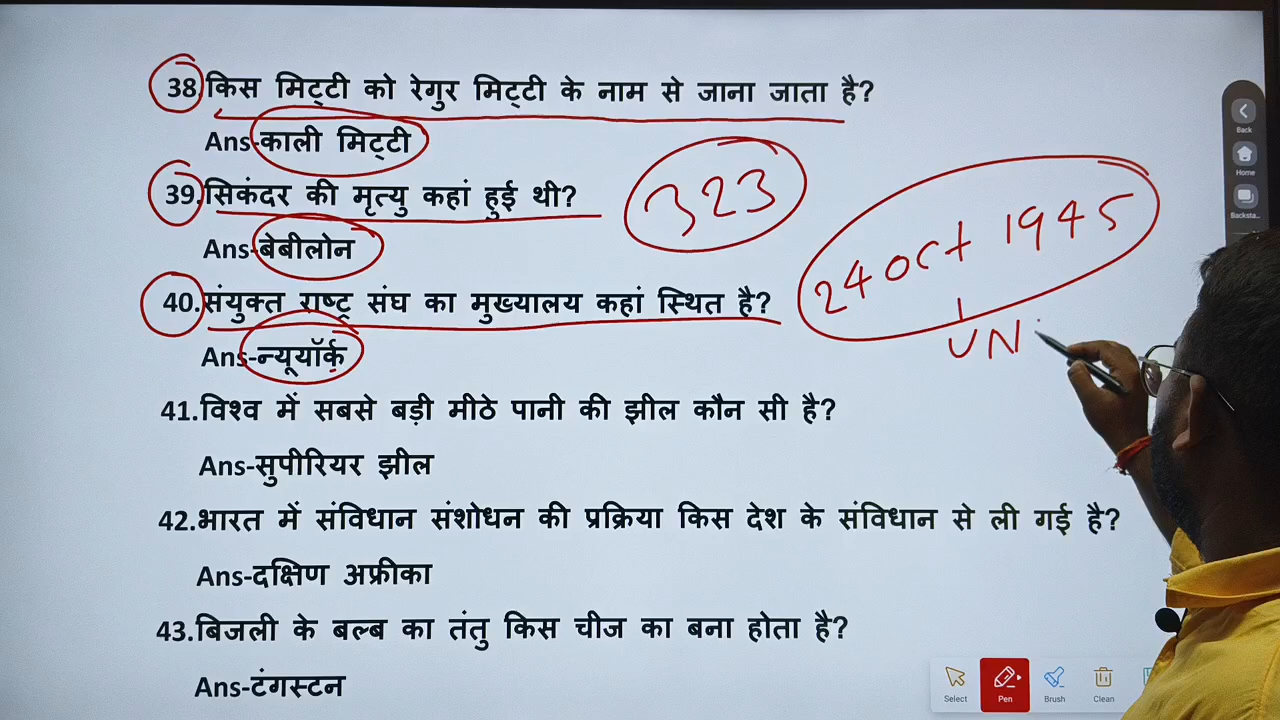 38.किस मिट्टी को रेगुर मिट्टी के नाम से जाना जाता है?
Ans-काली मिट्टी
39.सिकंदर की मृत्यु कहां हुई थी?
323
Ans-बेबीलोन
24 Oct 1945
40.संयुक्त राष्ट्र संघ का मुख्यालय कहां स्थित है?
UN
Ans-न्यूयॉर्क
41.विश्व में सबसे बड़ी मीठे पानी की झील कौन सी है?
Ans-सुपीरियर झील
42.भारत में संविधान संशोधन की प्रक्रिया किस देश के संविधान से ली गई है?
Ans-दक्षिण अफ्रीका
43.बिजली के बल्ब का तंतु किस चीज का बना होता है?
Ans-टंगस्टन
Back
Home
Backsta...
Select
Pen
Brush
Clean